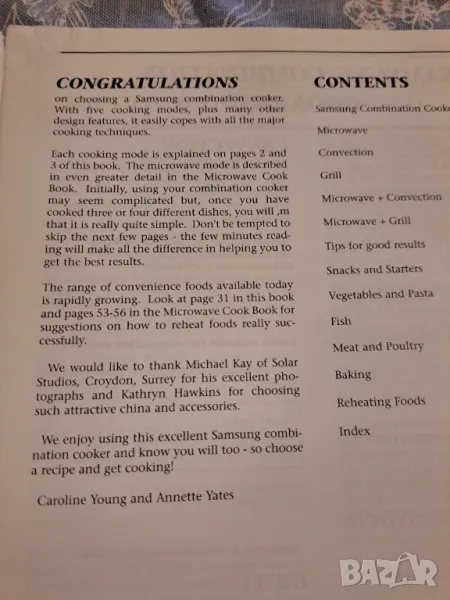 CONGRATULATIONS
on choosing a Samsung combination cooker.
With five cooking modes, plus many other
design features, it easily copes with all the major
cooking techniques.
Each cooking mode is explained on pages 2 and
3 of this book. The microwave mode is described
in even greater detail in the Microwave Cook
Book. Initially, using your combination cooker
may seem complicated but, once you have
cooked three or four different dishes, you will ,m
that it is really quite simple. Don't be tempted to
skip the next few pages - the few minutes read-
ing will make all the difference in helping you to
get the best results.
The range of convenience foods available today
is rapidly growing. Look at page 31 in this book
and pages 53-56 in the Microwave Cook Book for
suggestions on how to reheat foods really suc-
cessfully.
We would like to thank Michael Kay of Solar
Studios, Croydon, Surrey for his excellent pho-
tographs and Kathryn Hawkins for choosing
such attractive china and accessories.
We enjoy using this excellent Samsung combi-
nation cooker and know you will too - so choose
a recipe and get cooking!
Caroline Young and Annette Yates
CONTENTS
Samsung Combination Cooke
Microwave
Convection
Grill
Microwave + Convection
Microwave + Grill
Tips for good results
Snacks and Starters
Vegetables and Pasta
Fish
Meat and Poultry
Baking
Reheating Foods
Index
BAZAR.bg